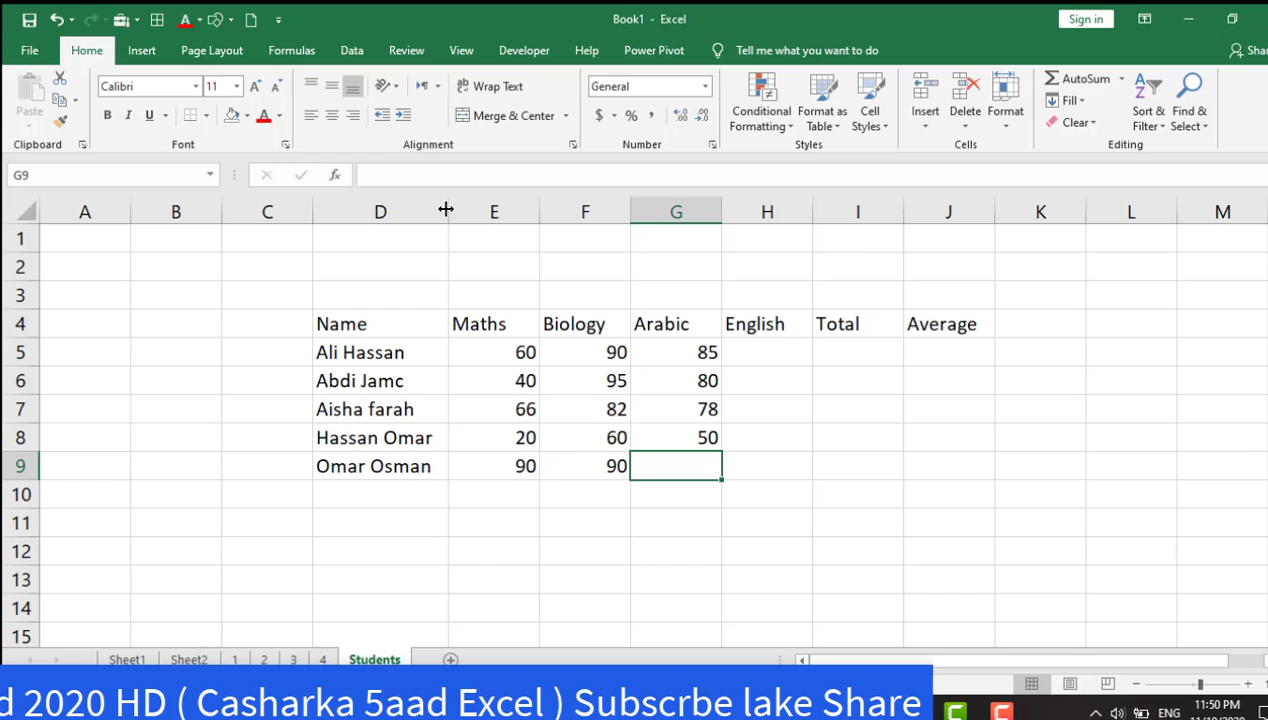 Book1 - Excel
Sign in
File Home Insert Page Layout Formulas Data Review View Developer Help Power Pivot Tell me what you want to do
Paste
Calibri 11
B I U A
Wrap Text
Merge & Center
General
$ % ,
Conditional Formatting
Format as Table
Cell Styles
Insert Delete Format
AutoSum
Fill
Clear
Sort & Filter
Find & Select
Clipboard Font Alignment Number Styles Cells Editing
G9 fx
A B C D E F G H I J K L M
1
2
3
4 Name Maths Biology Arabic English Total Average
5 Ali Hassan 60 90 85
6 Abdi Jamc 40 95 80
7 Aisha farah 66 82 78
8 Hassan Omar 20 60 50
9 Omar Osman 90 90
10
11
12
13
14
15
Sheet1 Sheet2 1 2 3 4 Students
2020 HD ( Casharka 5aad Excel ) Subscrbe lake Share
ENG
11:50 PM